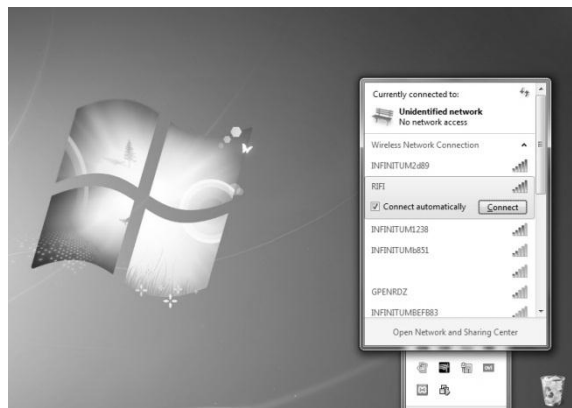 Currently connected to:
Unidentified network
No network access
Wireless Network Connection
INFINITUM2d89
RIFI
Connect automatically
Connect
INFINITUM1238
INFINITUMb851
GPENRDZ
INFINITUMBEFB83
Open Network and Sharing Center